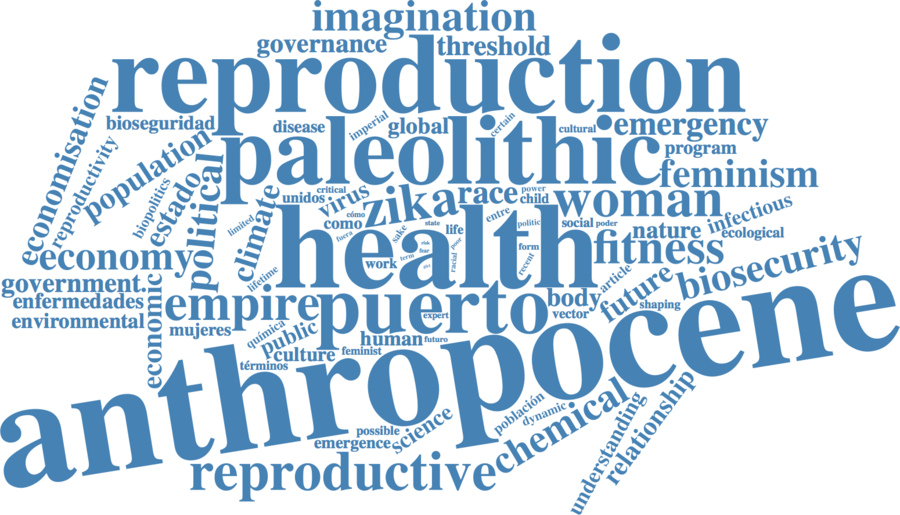 imagination
governance
threshold
reproduction
economisation
bioseguridad
disease
imperial
global
certain
cultural
emergency
reproductivity
population
paleolithic
program
feminism
biopolitics
estado
political
limited
climate
unidos
critical
virus
zika
race
power
child
woman
cómo
como
entre
politic
social
poder
nature
infectious
ecological
fuera
sake
state
life
health
risk
fear
term
poor
racial
work
form
recent
fitness
economy
government
lifetime
article
future
biosecurity
enfermedades
environmental
economic
empire
puerto
expert
body
vector
shaping
mujeres
química
public
human
futuro
culture
feminist
términos
anthropocene
possible
emergence
science
población
dynamic
chemical
understanding
relationship
reproductive